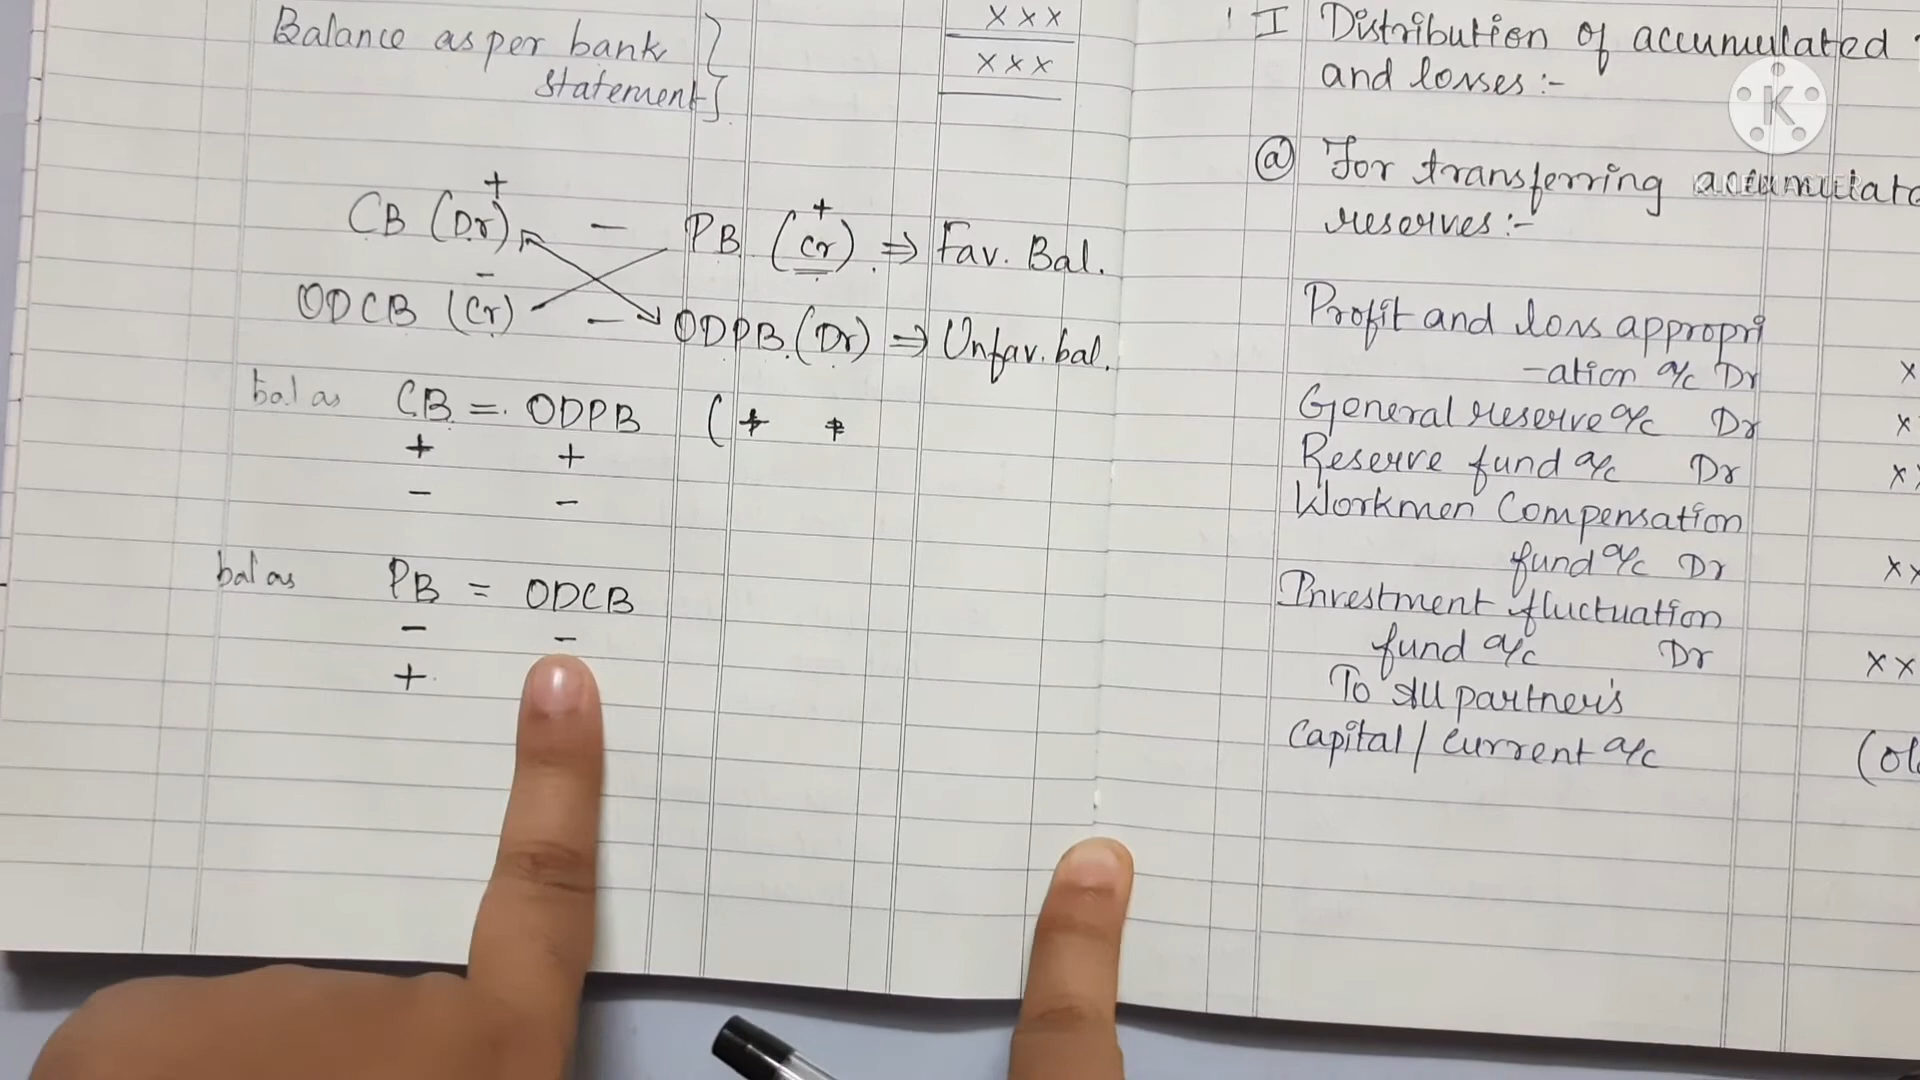 Balance as per bank
statement
x x x
x x x
CB (Dr) + - PB (Cr) + ⇒ Fav. Bal.
ODCB (Cr) - - ODPB (Dr) ⇒ Unfav. bal.
bal as CB = ODPB (+ +
+ +
- -
bal as PB = ODCB
- -
+
I Distribution of accumulated
and losses :-
(a) For transferring
reserves :-
Profit and loss appropri
-ation a/c Dr x
General reserve a/c Dr x
Reserve fund a/c Dr x
Workmen Compensation
fund a/c Dr xx
Investment fluctuation
fund a/c Dr xx
To All partner's
Capital / Current a/c
K